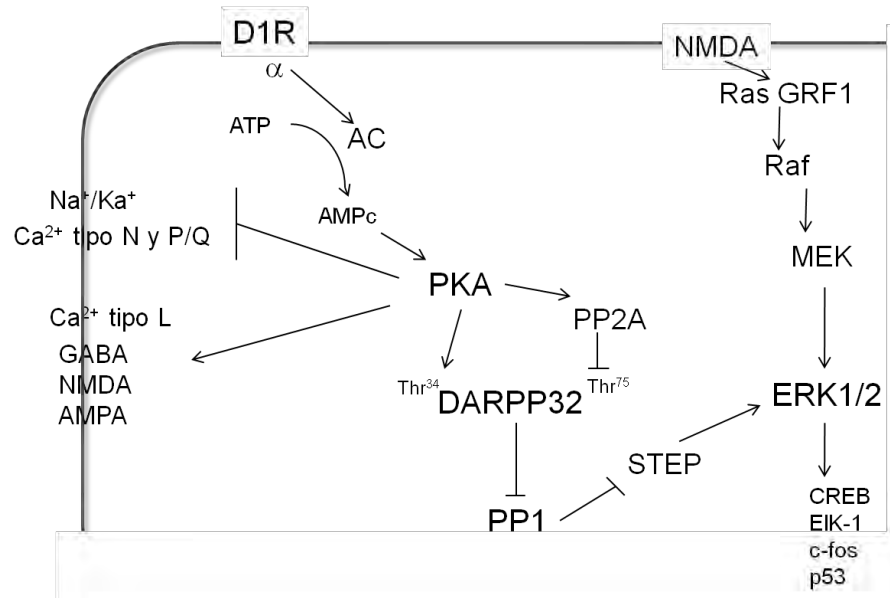 D1R
NMDA
α
Ras GRF1
ATP
AC
Raf
Na⁺/Ka⁺
AMPc
Ca²⁺ tipo N y P/Q
MEK
PKA
Ca²⁺ tipo L
PP2A
GABA
NMDA
AMPA
Thr³⁴
DARPP32
Thr⁷⁵
ERK1/2
STEP
PP1
CREB
ElK-1
c-fos
p53